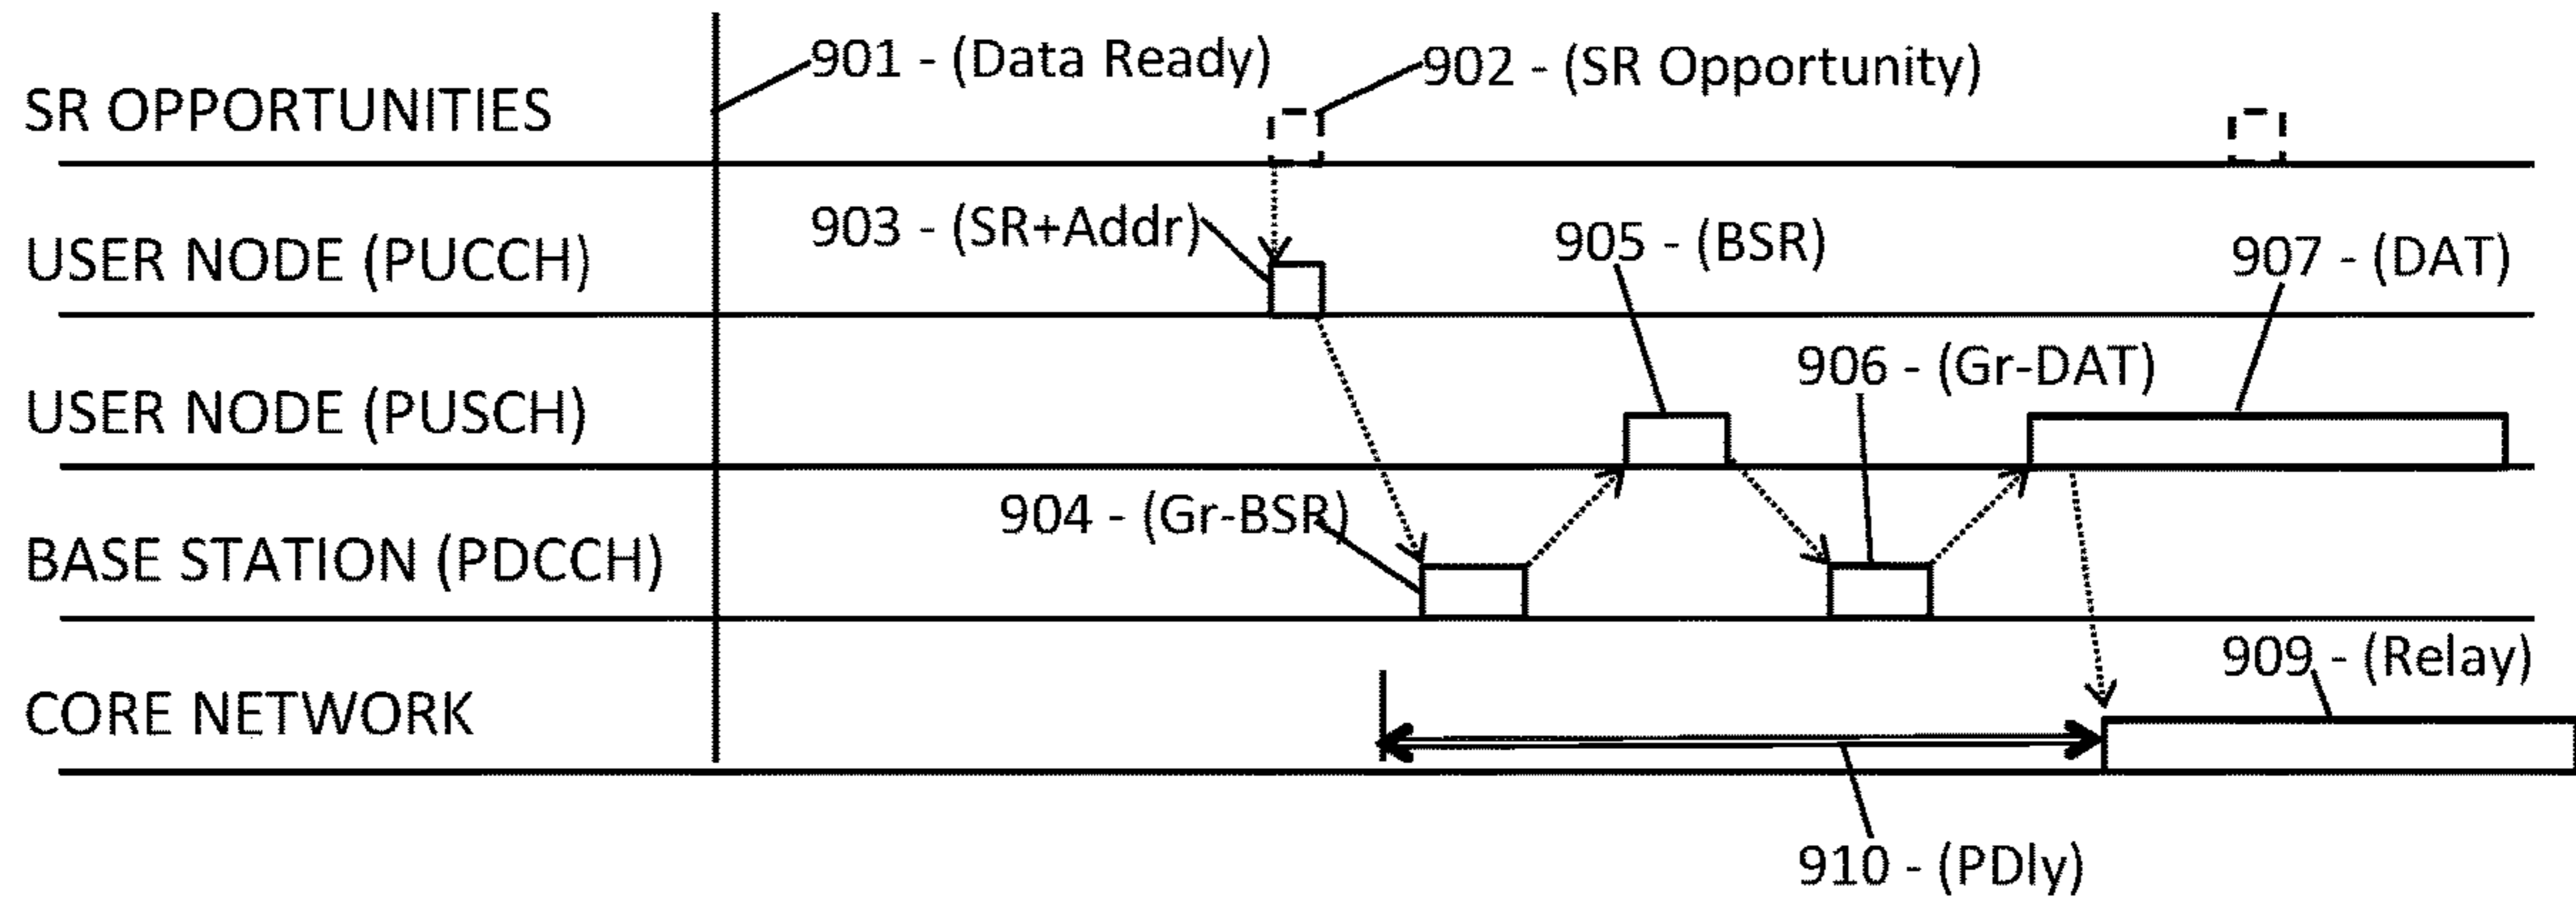 901 - (Data Ready)
902 - (SR Opportunity)
SR OPPORTUNITIES
903 - (SR+Addr)
905 - (BSR)
907 - (DAT)
USER NODE (PUCCH)
906 - (Gr-DAT)
USER NODE (PUSCH)
904 - (Gr-BSR)
BASE STATION (PDCCH)
909 - (Relay)
CORE NETWORK
910 - (PDly)